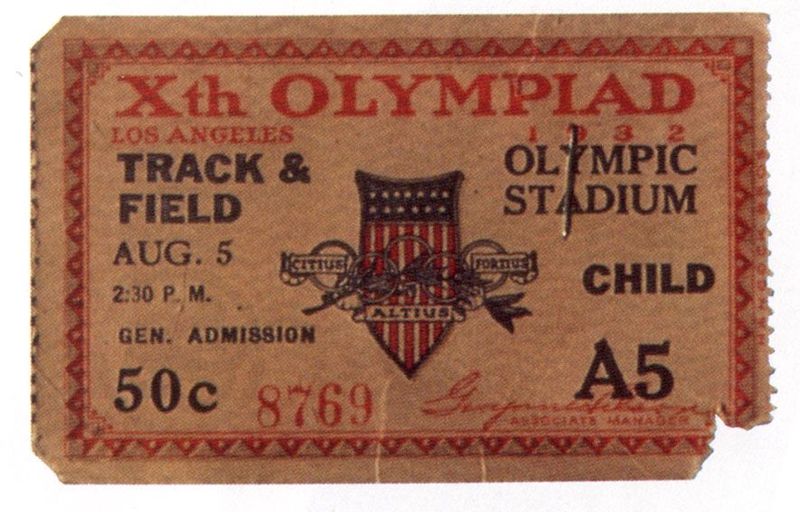 Xth OLYMPIAD
LOS ANGELES
1932
TRACK &
FIELD
OLYMPIC
STADIUM
AUG. 5
2:30 P. M.
GEN. ADMISSION
50c
8769
CITIUS
ALTIUS
FORTIUS
CHILD
A5
ASSOCIATE MANAGER